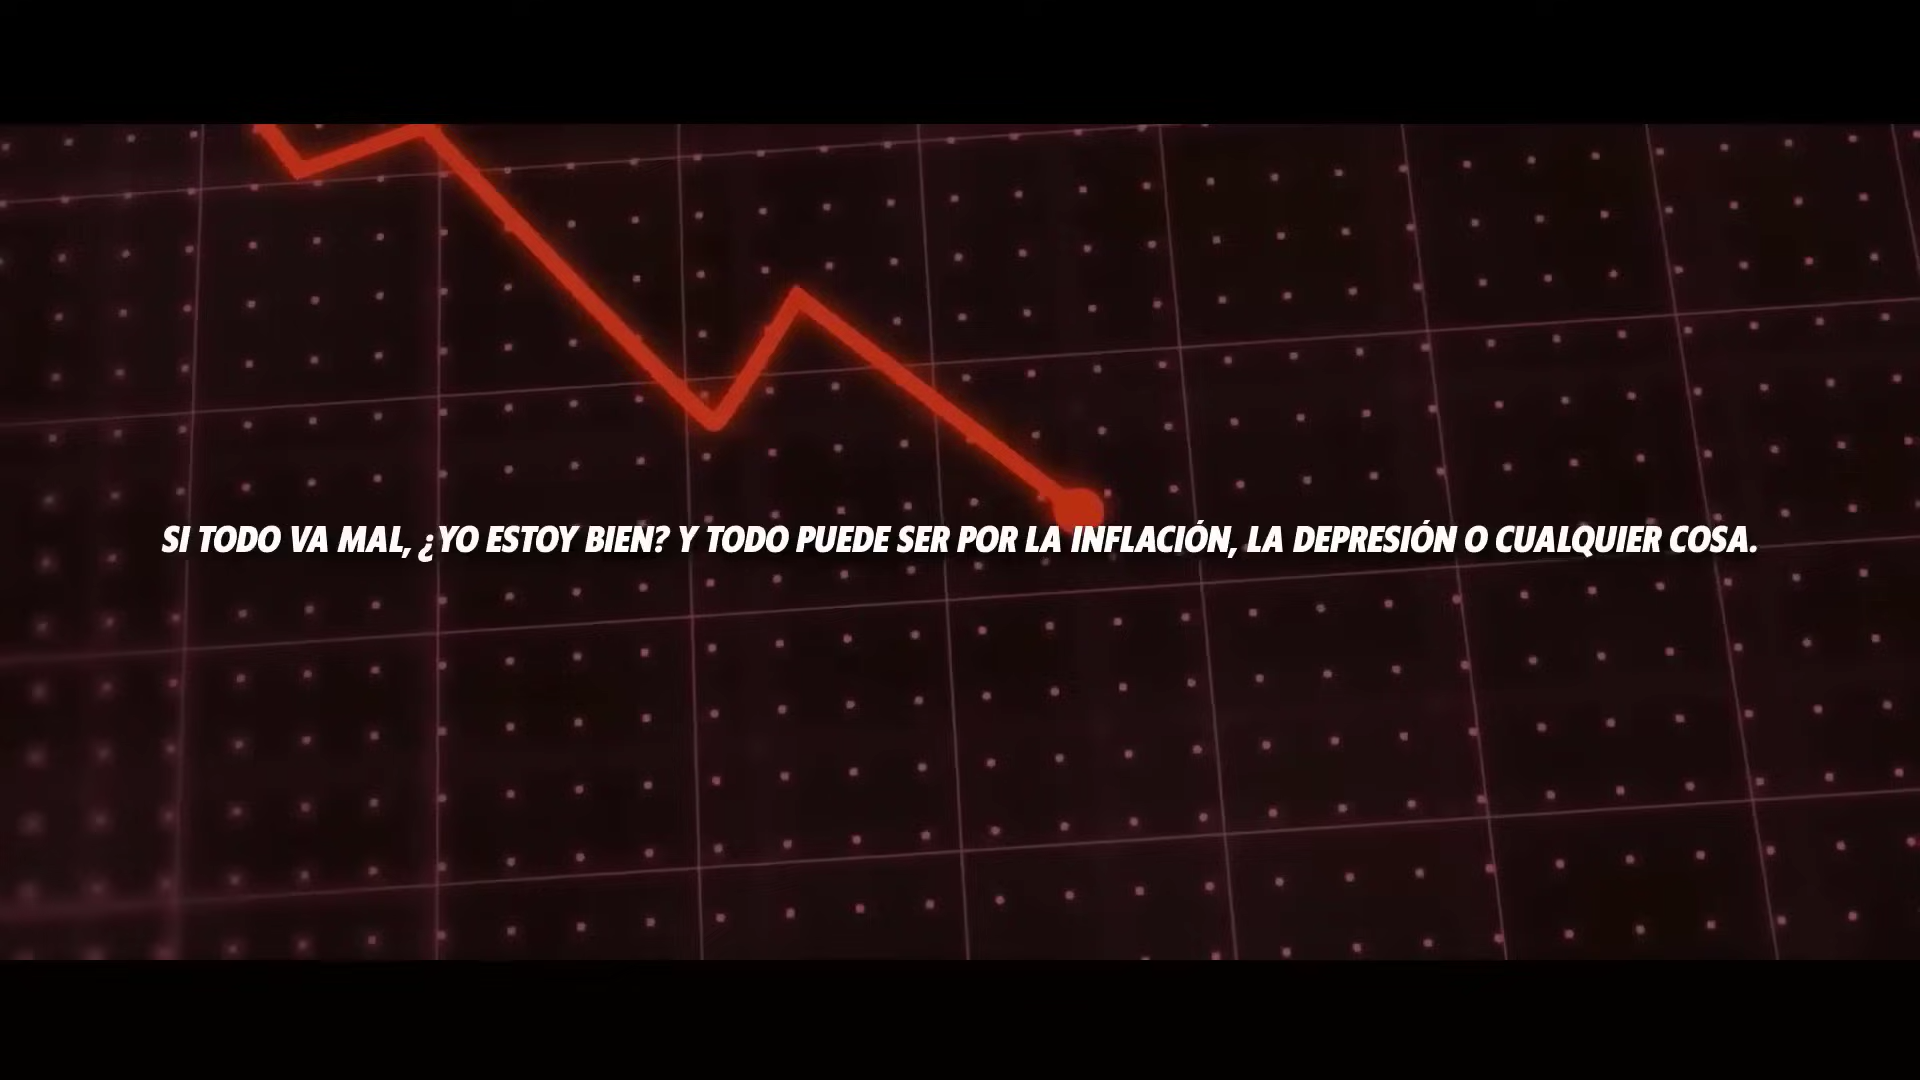 SI TODO VA MAL, ¿YO ESTOY BIEN? Y TODO PUEDE SER POR LA INFLACIÓN, LA DEPRESIÓN O CUALQUIER COSA.